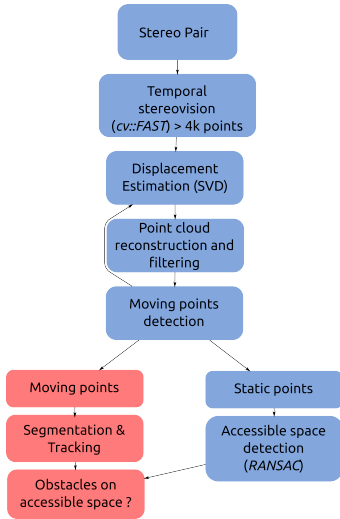 Stereo Pair
Temporal
stereovision
(cv::FAST) > 4k points
Displacement
Estimation (SVD)
Point cloud
reconstruction and
filtering
Moving points
detection
Moving points
Static points
Segmentation &
Tracking
Accessible space
detection
(RANSAC)
Obstacles on
accessible space ?